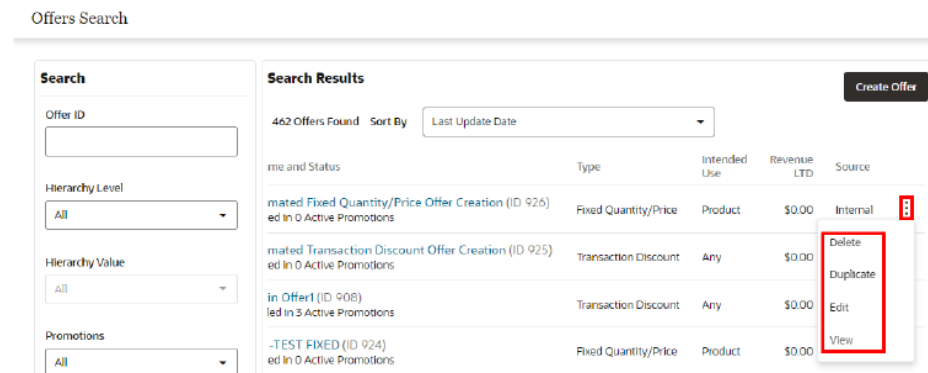 Offers Search
Search
Offer ID
Hierarchy Level
All
Hierarchy Value
All
Promotions
All
Search Results
Create Offer
462 Offers Found Sort By Last Update Date
me and Status Type Intended Use Revenue LTD Source
mated Fixed Quantity/Price Offer Creation (ID 926)
ed in 0 Active Promotions
Fixed Quantity/Price Product $0.00 Internal
mated Transaction Discount Offer Creation (ID 925)
ed in 0 Active Promotions
Transaction Discount Any $0.00
in Offer1 (ID 908)
led in 3 Active Promotions
Transaction Discount Any $0.00
-TEST FIXED (ID 924)
ed in 0 Active Promotions
Fixed Quantity/Price Product $0.00
Delete
Duplicate
Edit
View